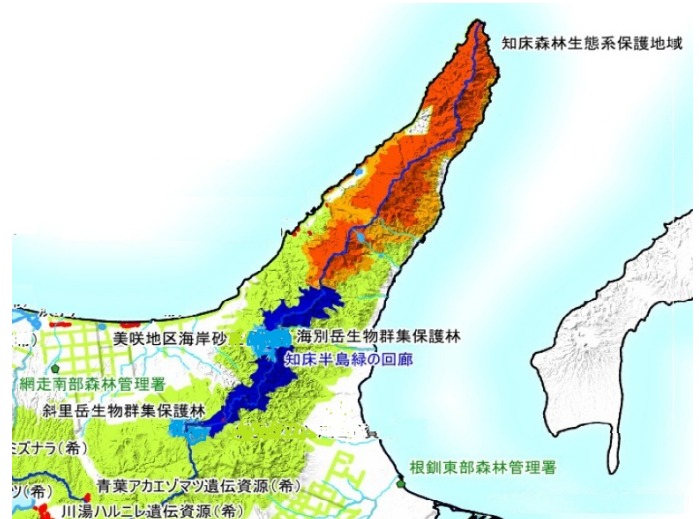 知床森林生態系保護地域
美咲地区海岸砂
海別岳生物群集保護林
知床半島緑の回廊
網走南部森林管理署
斜里岳生物群集保護林
ミズナラ(希)
根釧東部森林管理署
青葉アカエゾマツ遺伝資源(希)
ツ(希)
川湯ハルニレ遺伝資源(希)